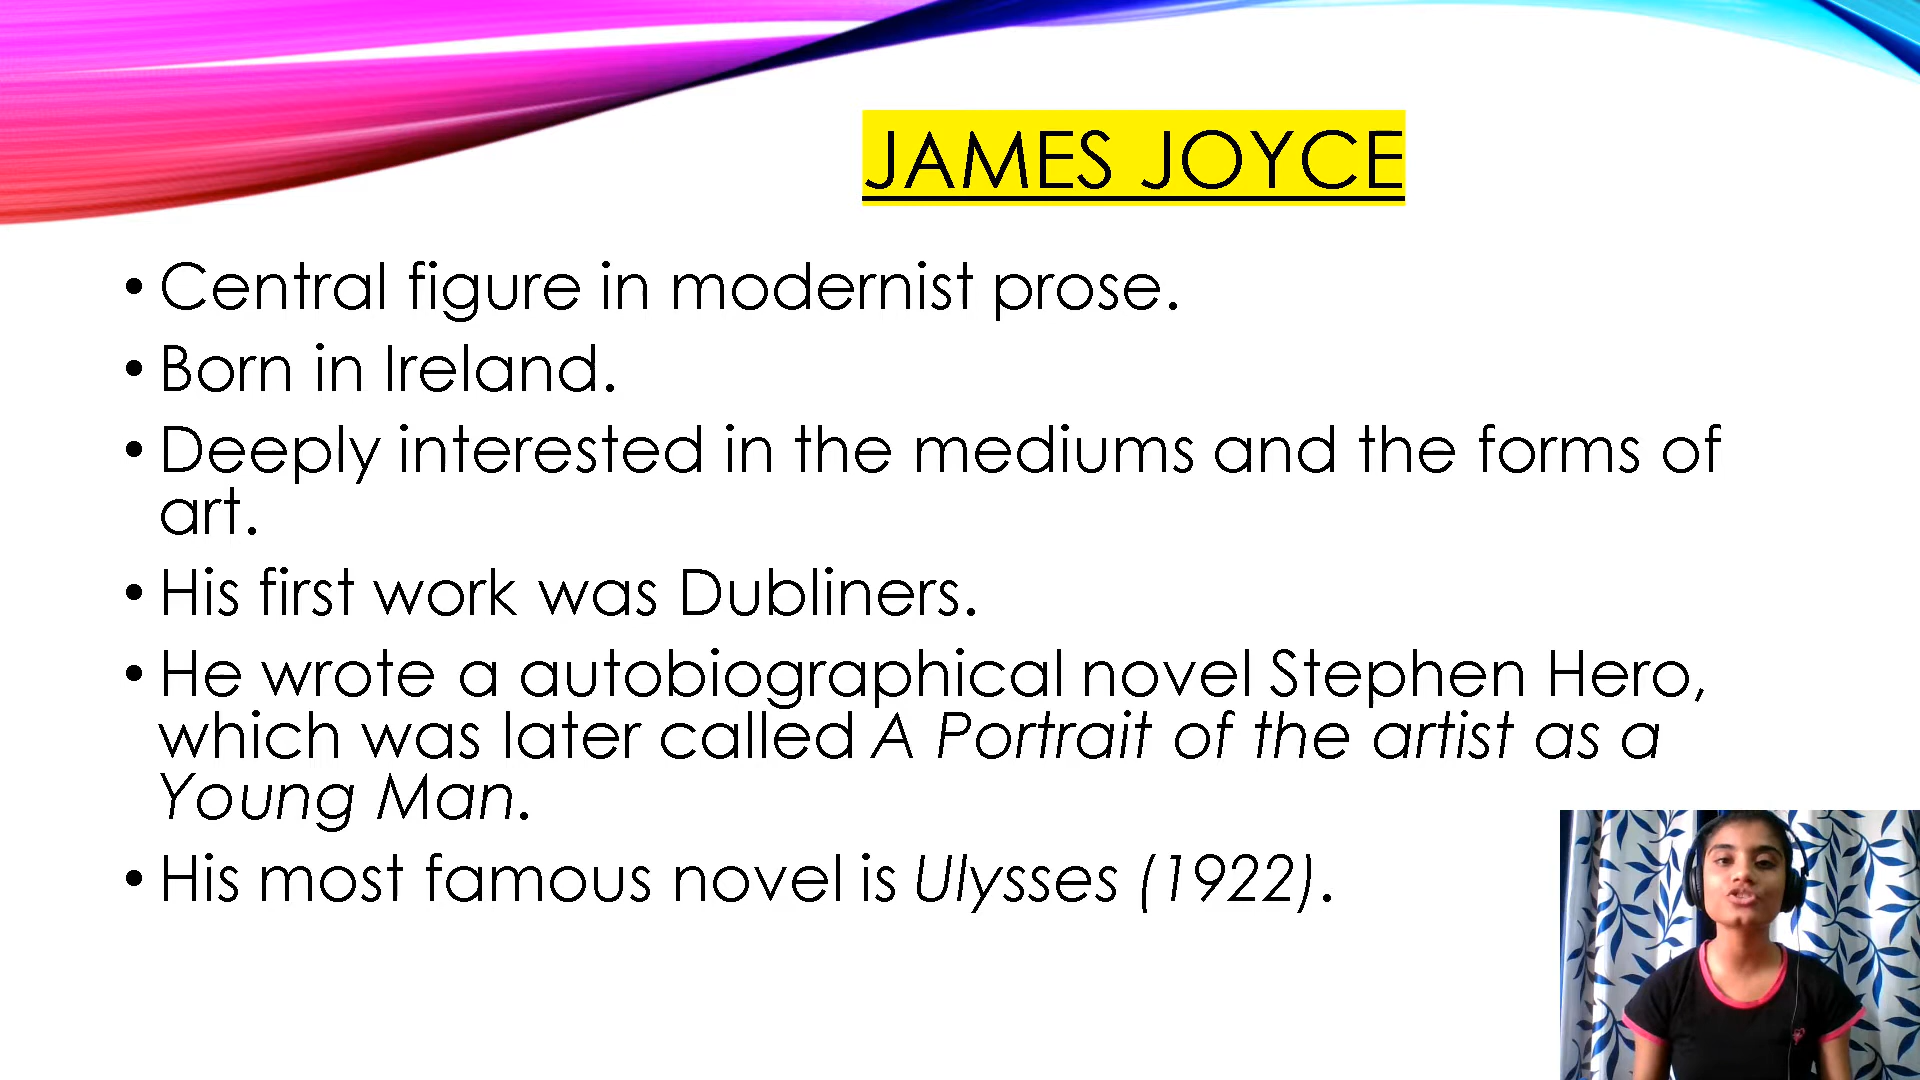 JAMES JOYCE
• Central figure in modernist prose.
• Born in Ireland.
• Deeply interested in the mediums and the forms of
art.
• His first work was Dubliners.
• He wrote a autobiographical novel Stephen Hero,
which was later called A Portrait of the artist as a
Young Man.
• His most famous novel is Ulysses (1922).